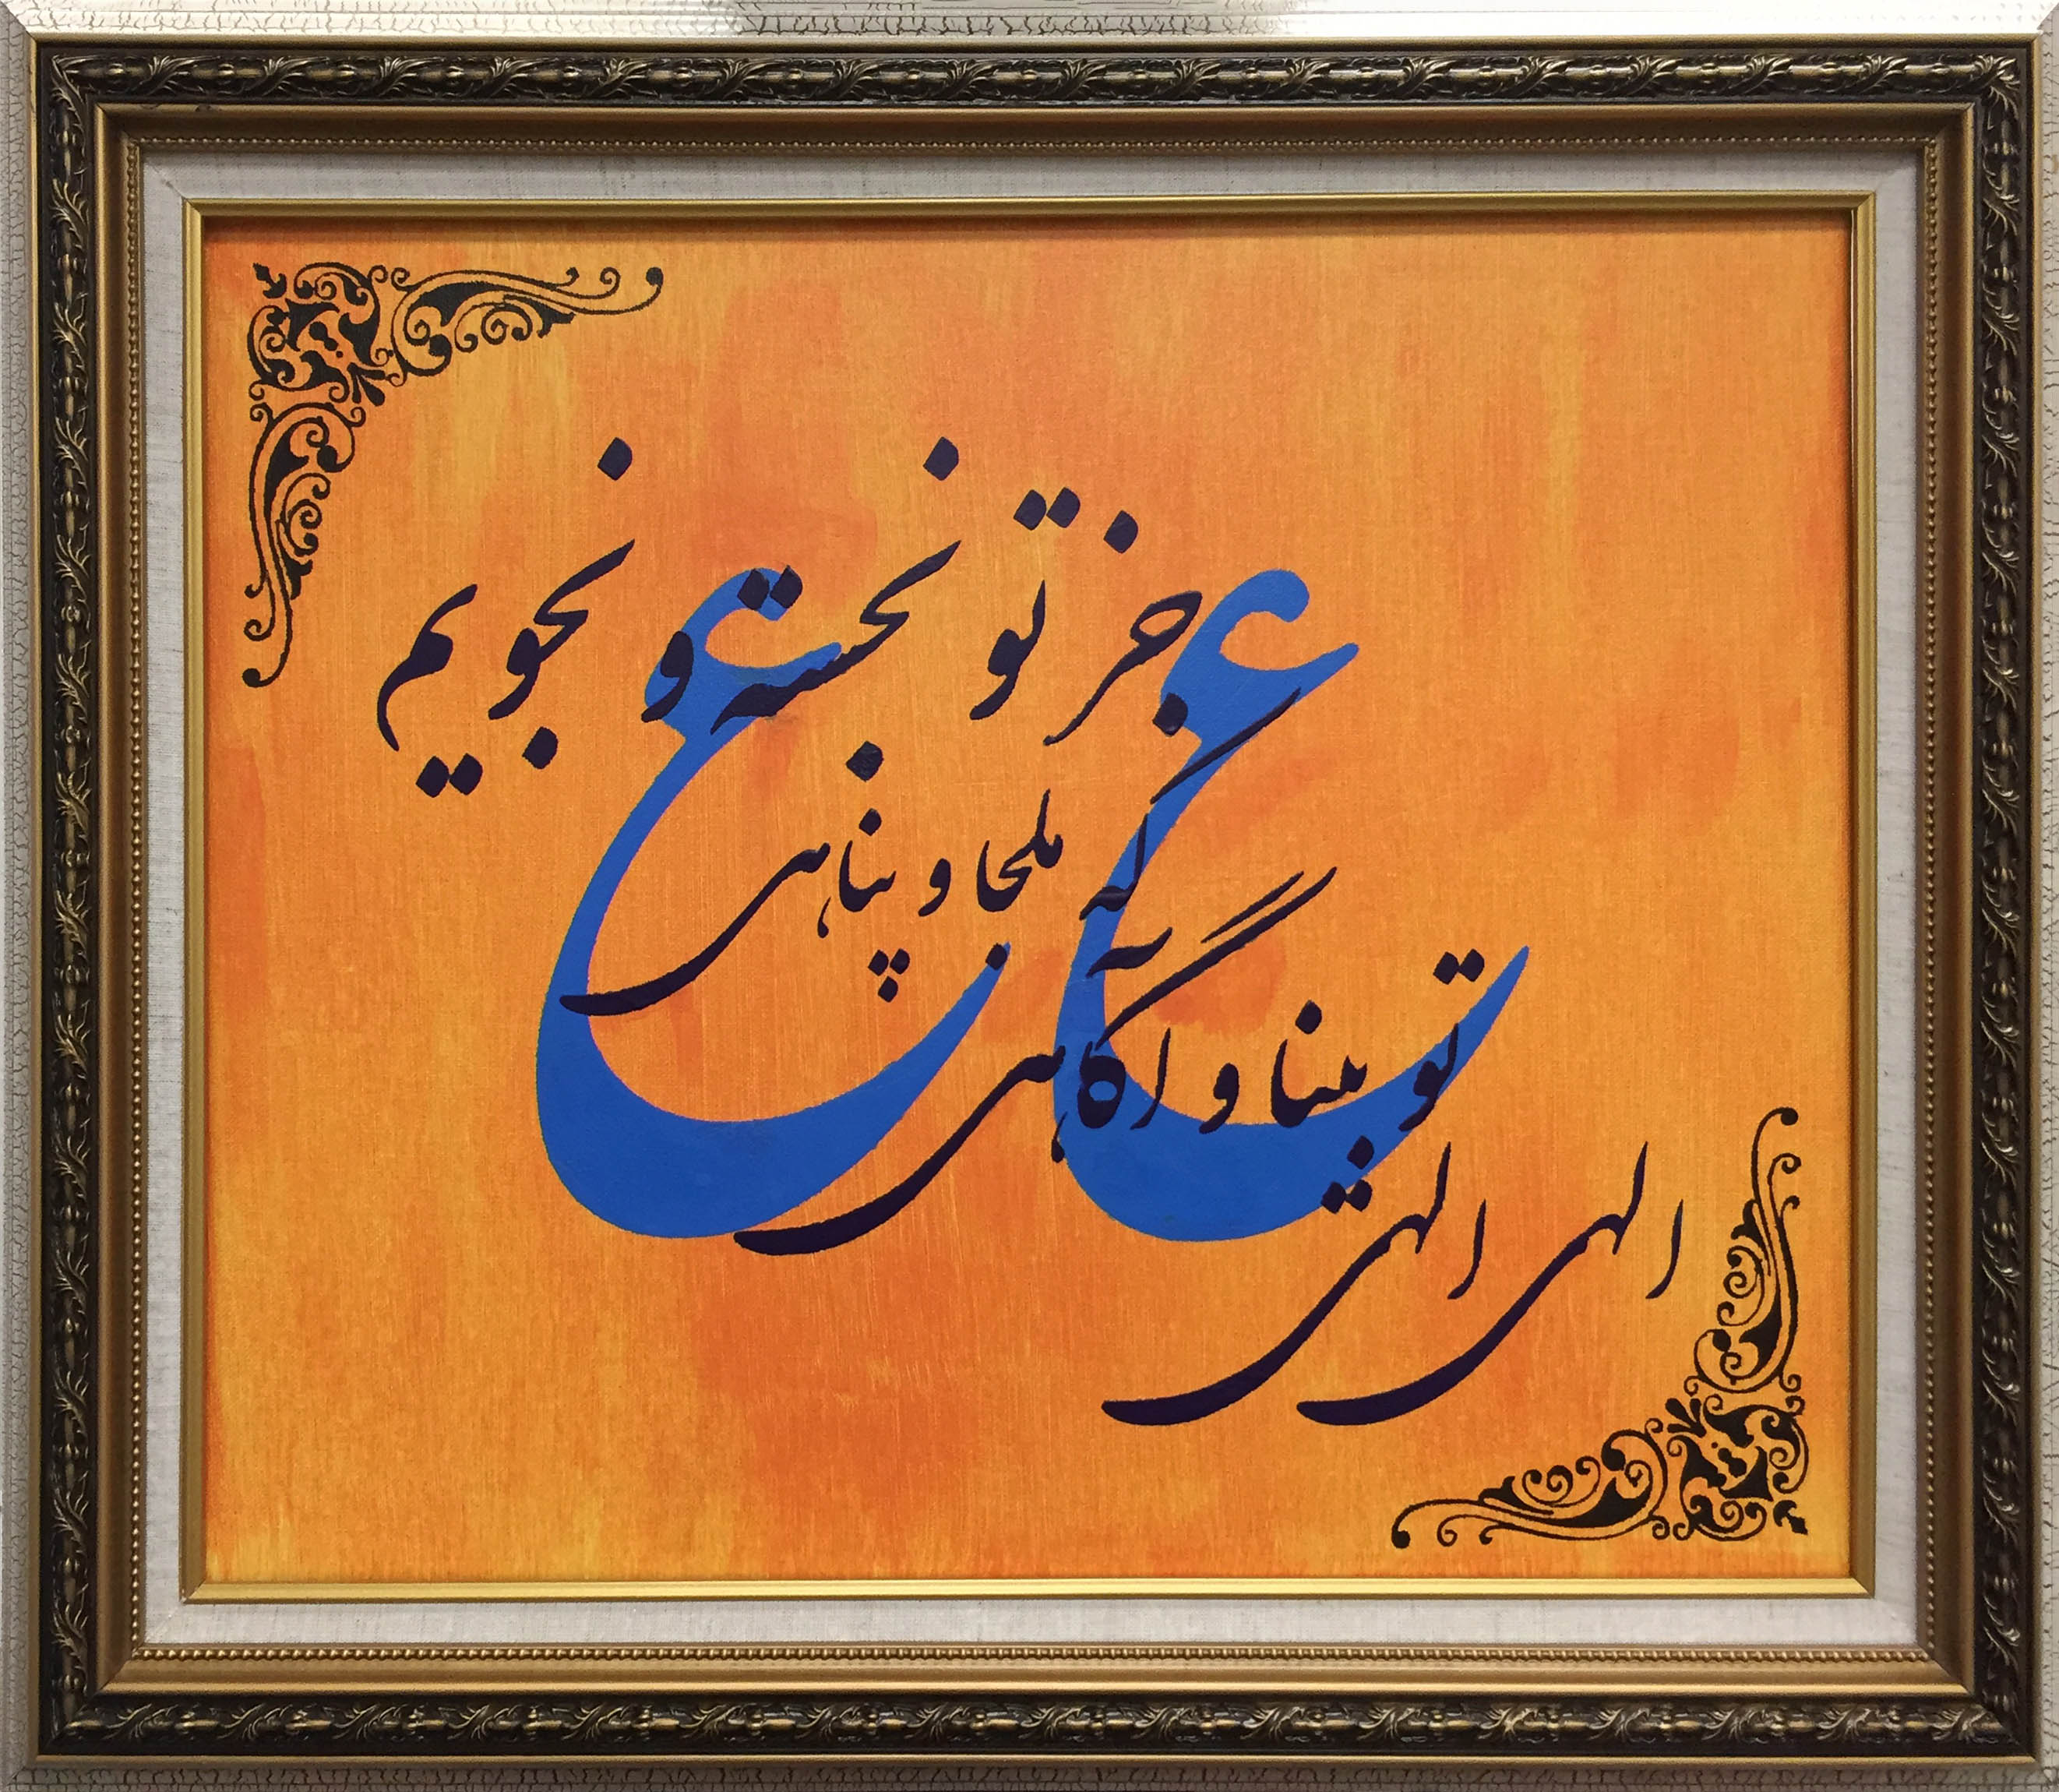 الهی الهی
تو بینا و آگاهی
که ملجا و پناهی
جز تو نجسته و نجویم
ع ع